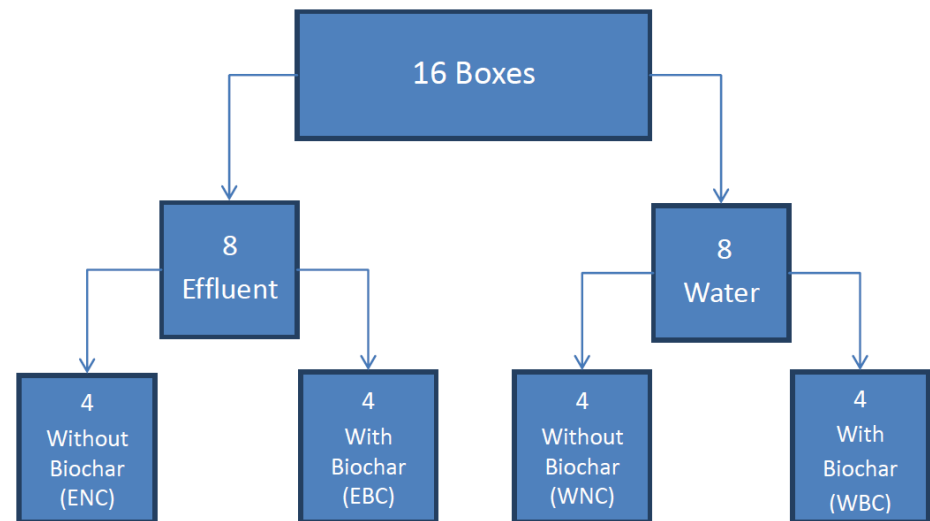 16 Boxes
8
Effluent
8
Water
4
Without
Biochar
(ENC)
4
With
Biochar
(EBC)
4
Without
Biochar
(WNC)
4
With
Biochar
(WBC)